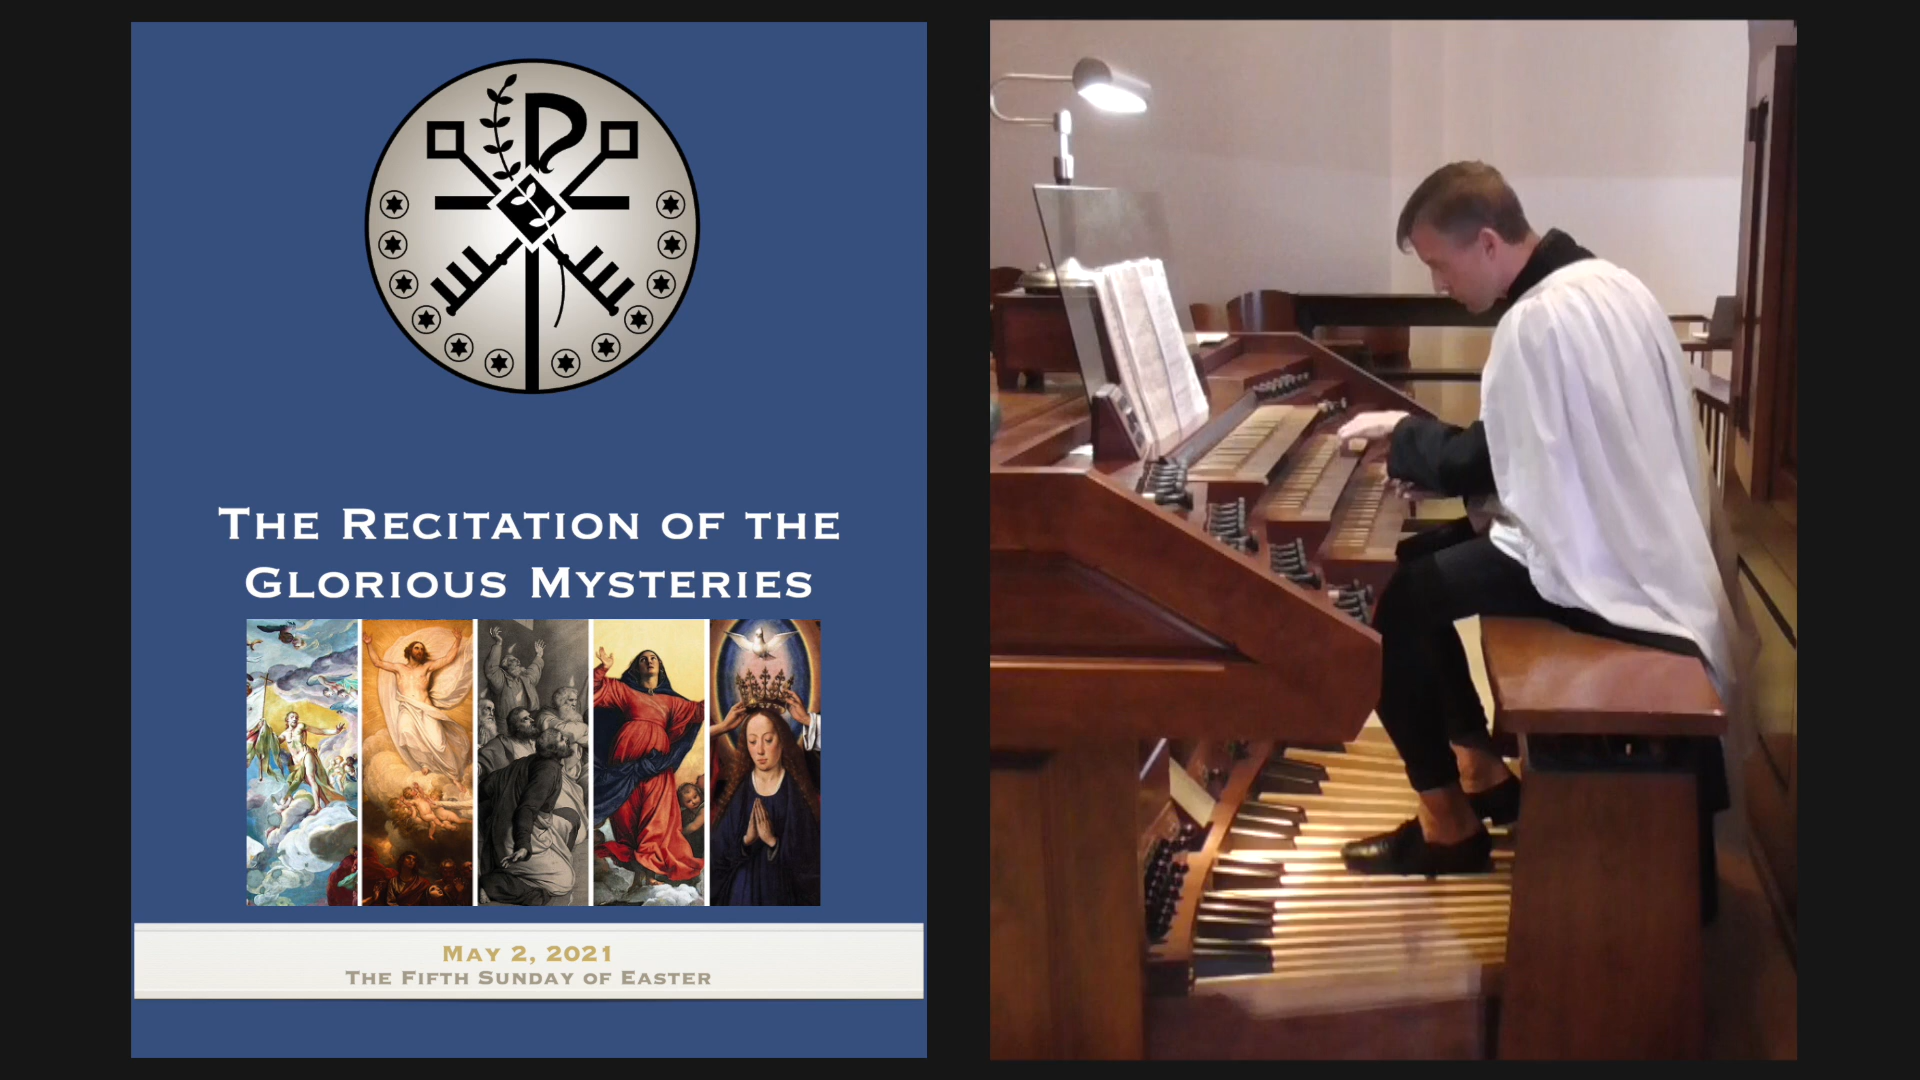 The Recitation of the
Glorious Mysteries
May 2, 2021
The Fifth Sunday of Easter